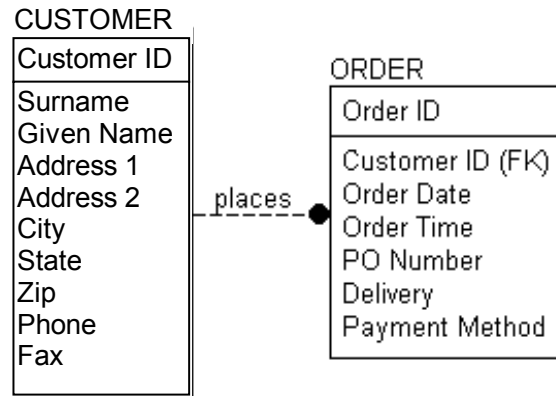 CUSTOMER
Customer ID
Surname
Given Name
Address 1
Address 2
City
State
Zip
Phone
Fax
places
ORDER
Order ID
Customer ID (FK)
Order Date
Order Time
PO Number
Delivery
Payment Method